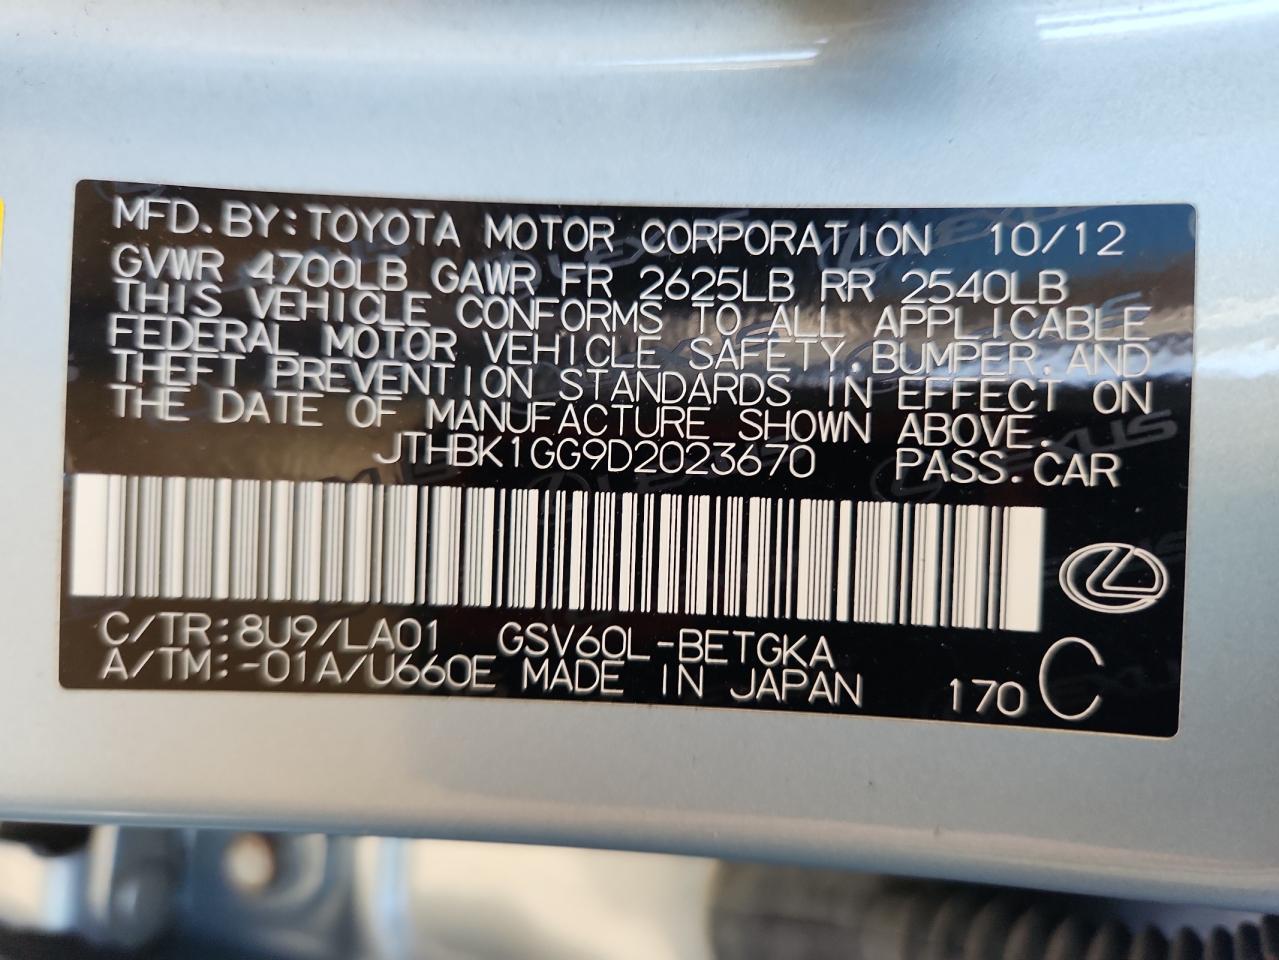 MFD.BY:TOYOTA MOTOR CORPORATION 10/12
GVWR 4700LB GAWR FR 2625LB RR 2540LB
THIS VEHICLE CONFORMS TO ALL APPLICABLE
FEDERAL MOTOR VEHICLE SAFETY,BUMPER,AND
THEFT PREVENTION STANDARDS IN EFFECT ON
THE DATE OF MANUFACTURE SHOWN ABOVE.
JTHBK1GG9D2023670 PASS.CAR
C/TR:8U9/LA01 GSV60L-BETGKA
A/TM:-01A/U660E MADE IN JAPAN 170 C